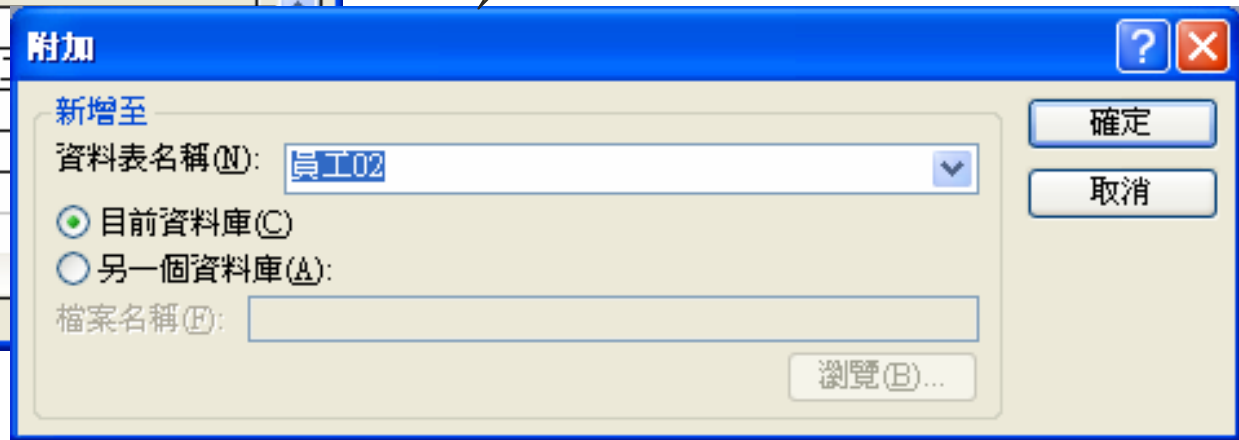 附加
新增至
資料表名稱(N):
員工02
目前資料庫(C)
另一個資料庫(A):
檔案名稱(F):
瀏覽(B)...
確定
取消